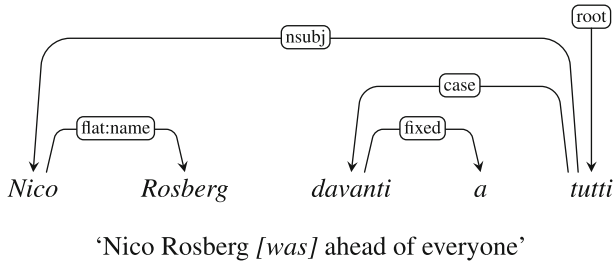 root
nsubj
case
flat:name fixed
Nico Rosberg davanti a tutti
‘Nico Rosberg [was] ahead of everyone’